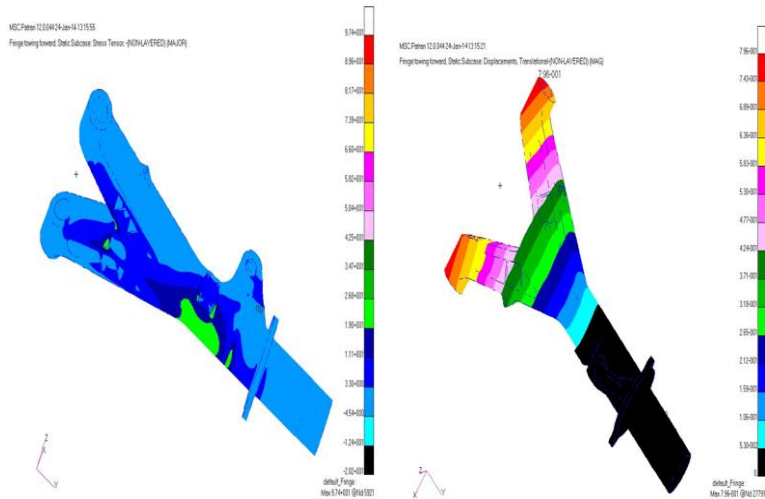 MSC Patran 12.0.044 24-Jan-14 13:15:55
Fringe:towing forward, Static Subcase: Stress Tensor, -(NON-LAYERED) (MAJOR)
9.74+001
8.96+001
8.17+001
7.39+001
6.60+001
5.82+001
5.04+001
4.25+001
3.47+001
2.68+001
1.90+001
1.11+001
3.30+000
-4.54+000
-1.24+001
-2.02+001
default_Fringe :
Max 9.74+001 @Nd 5921
Z
X
Y
MSC Patran 12.0.044 24-Jan-14 13:15:21
Fringe:towing forward, Static Subcase: Displacements, Translational-(NON-LAYERED) (MAG)
7.96-001
7.96-001
7.43-001
6.89-001
6.36-001
5.83-001
5.30-001
4.77-001
4.24-001
3.71-001
3.18-001
2.65-001
2.12-001
1.59-001
1.06-001
5.30-002
default_Fringe :
Max 7.96-001 @Nd 27791
Z
X
Y